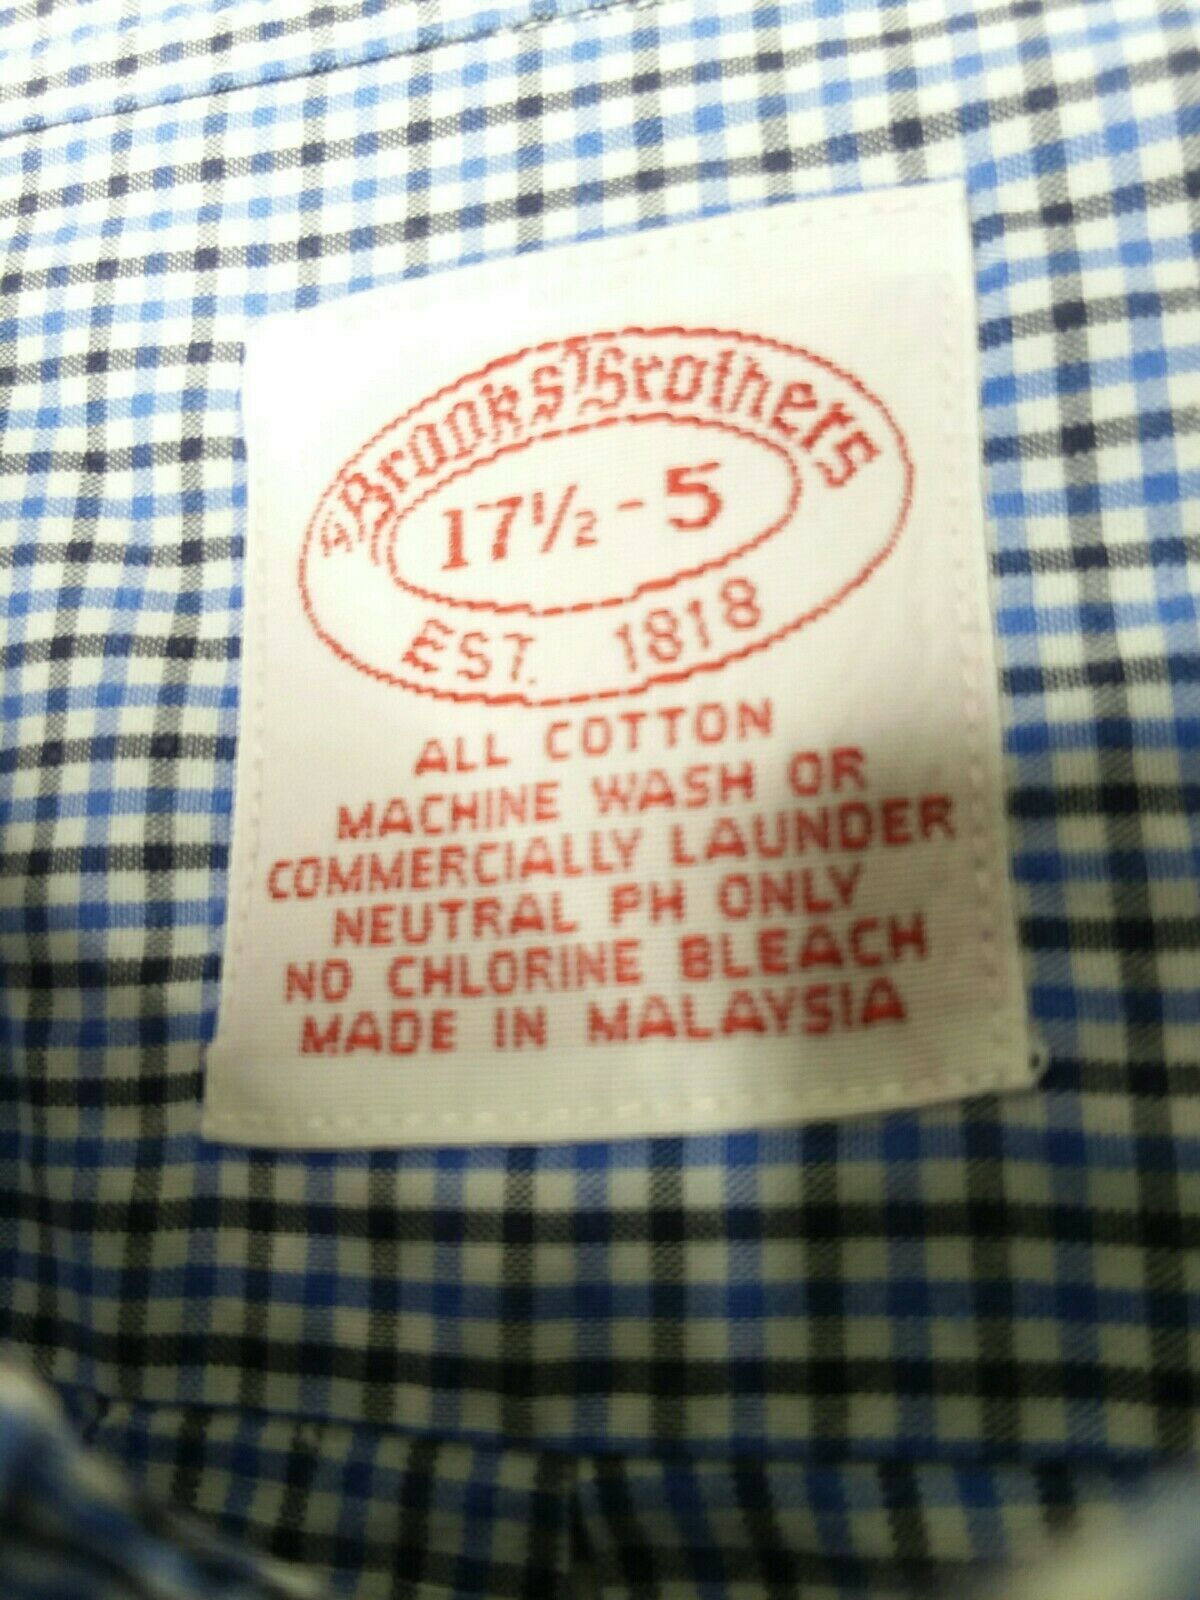 Brooks Brothers
17½-5
EST. 1818
ALL COTTON
MACHINE WASH OR
COMMERCIALLY LAUNDER
NEUTRAL PH ONLY
NO CHLORINE BLEACH
MADE IN MALAYSIA